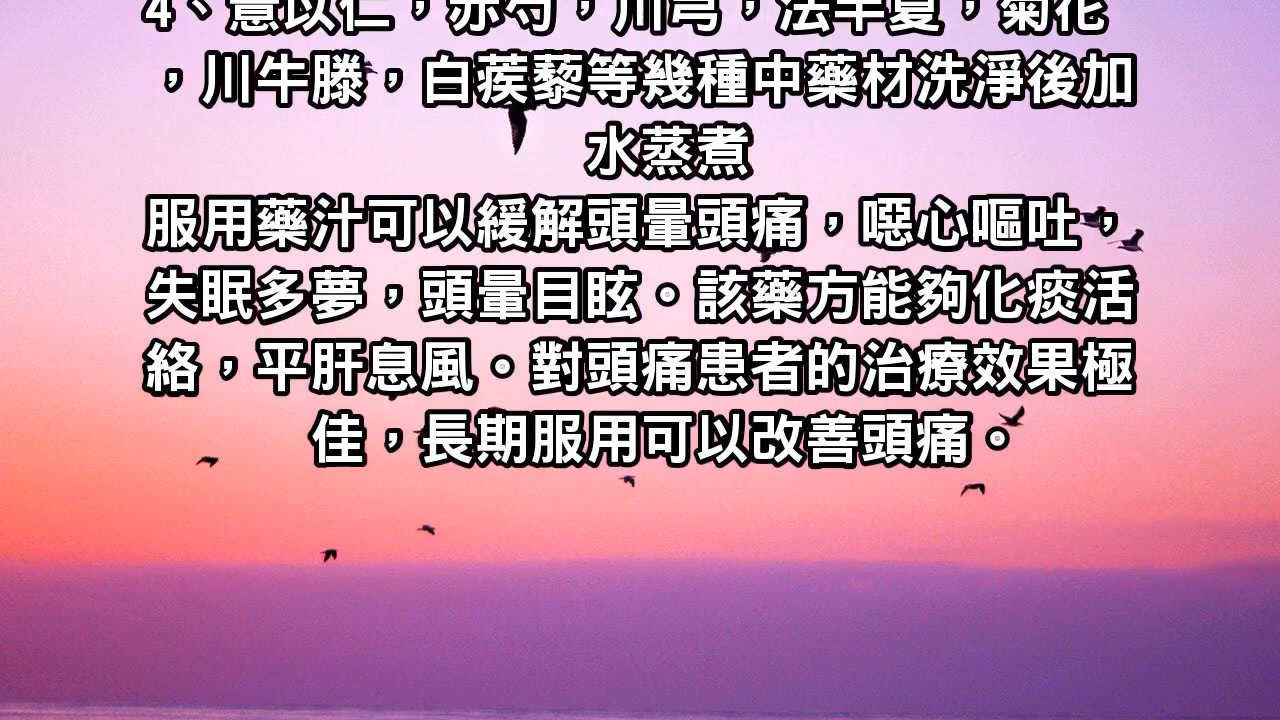 4、薏以仁，赤芍，川芎，法半夏，菊花
，川牛滕，白蒺藜等幾種中藥材洗淨後加
水蒸煮
服用藥汁可以緩解頭暈頭痛，噁心嘔吐，
失眠多夢，頭暈目眩。該藥方能夠化痰活
絡，平肝息風。對頭痛患者的治療效果極
佳，長期服用可以改善頭痛。